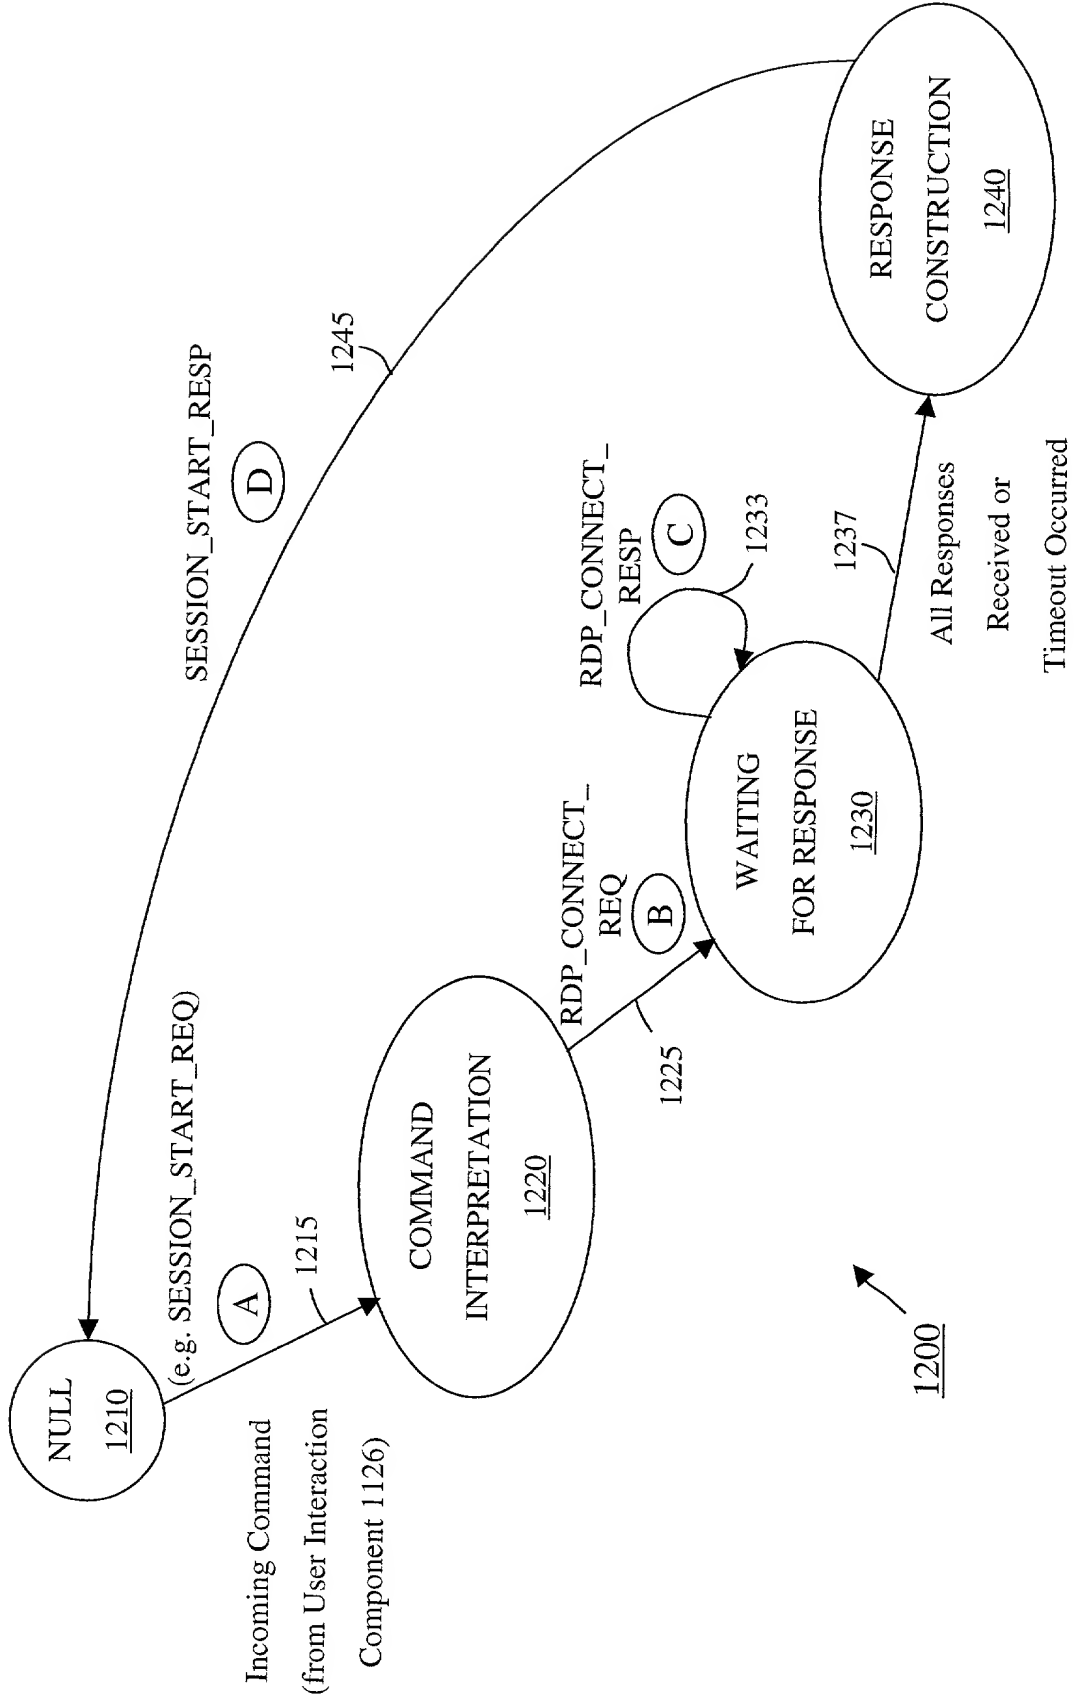 NULL
1210
(e.g. SESSION_START_REQ)
A
1215
Incoming Command
(from User Interaction
Component 1126)
COMMAND
INTERPRETATION
1220
RDP_CONNECT_
REQ
B
1225
WAITING
FOR RESPONSE
1230
RDP_CONNECT_
RESP
C
1233
1237
All Responses
Received or
Timeout Occurred
RESPONSE
CONSTRUCTION
1240
SESSION_START_RESP
D
1245
1200